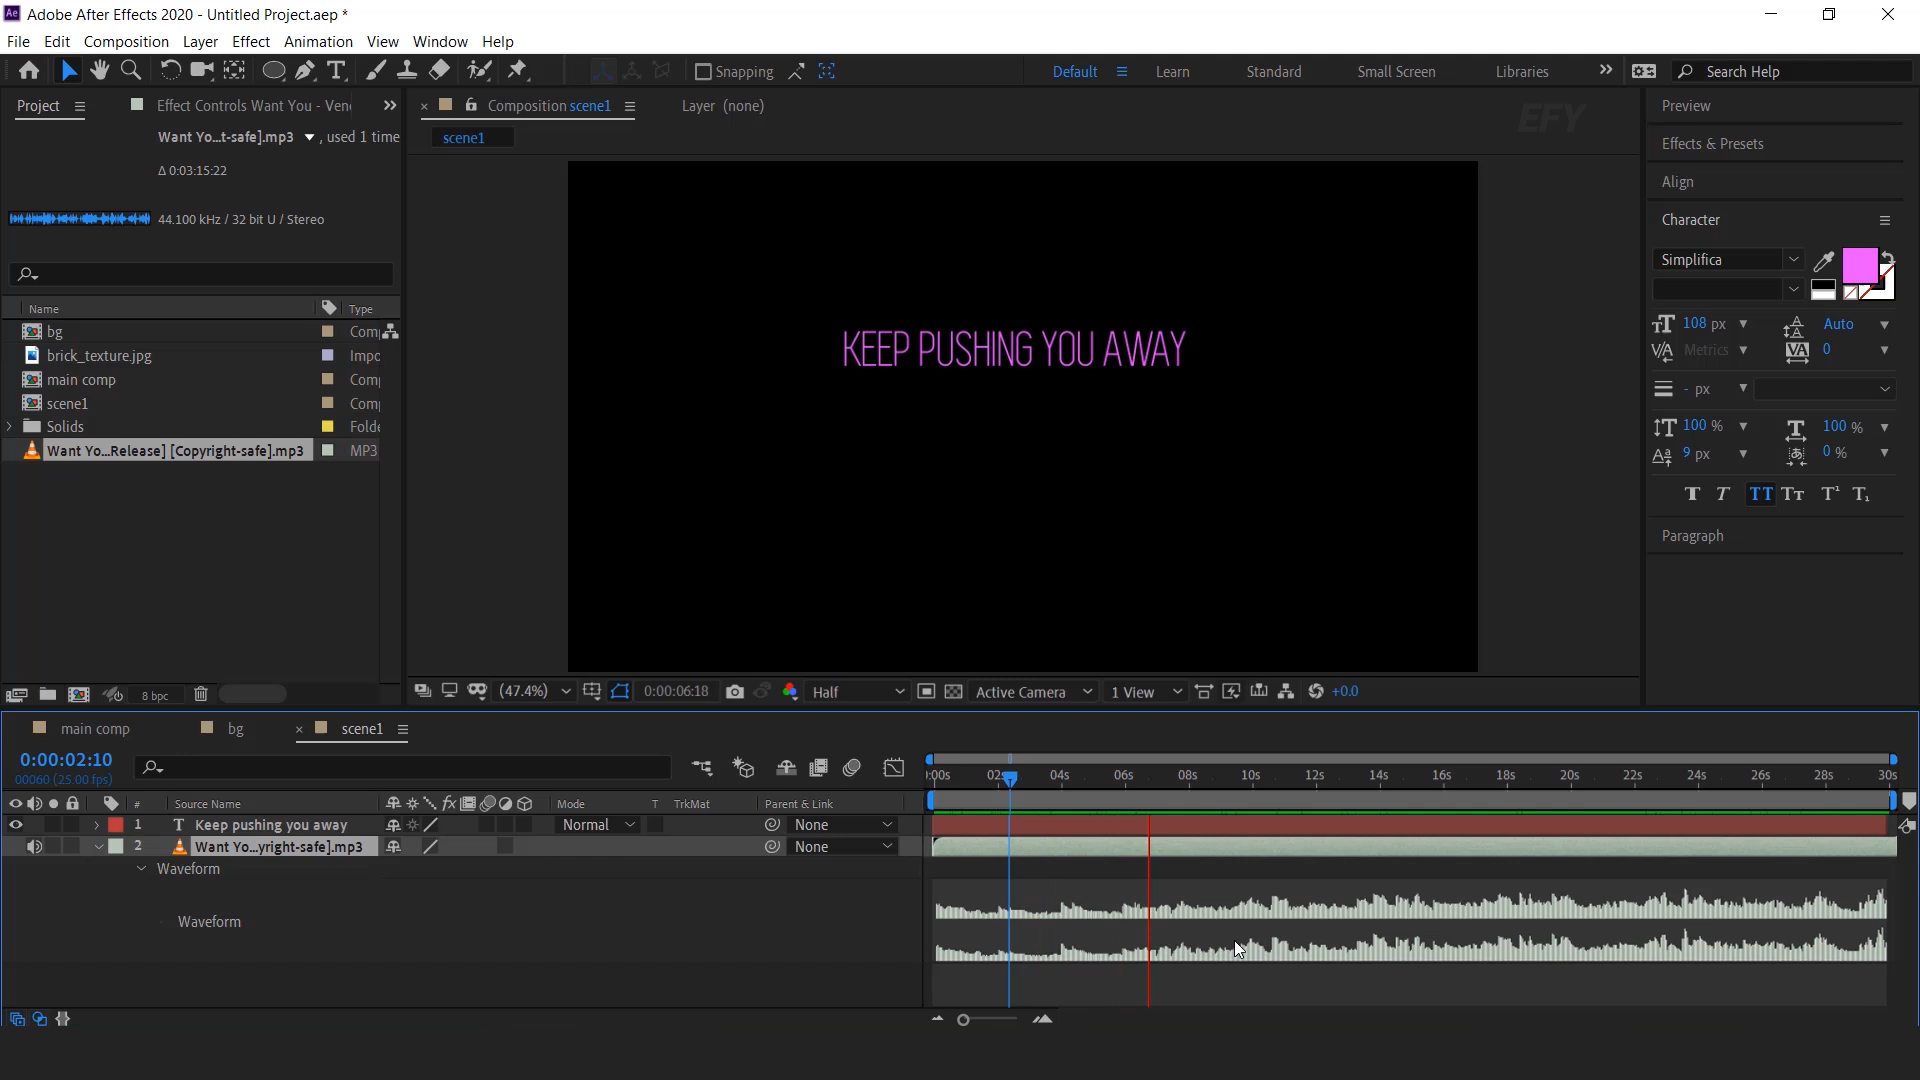 Ae Adobe After Effects 2020 - Untitled Project.aep *
File Edit Composition Layer Effect Animation View Window Help
Snapping
Default Learn Standard Small Screen Libraries Search Help
Project Effect Controls Want You - Ven
Composition scene1 Layer (none)
EFY
Want Yo...t-safe].mp3 , used 1 time
scene1
Δ 0:03:15:22
44.100 kHz / 32 bit U / Stereo
Name Type
bg Com
brick_texture.jpg Impo
main comp Com
scene1 Com
Solids Folde
Want Yo...Release] [Copyright-safe].mp3 MP3
8 bpc
KEEP PUSHING YOU AWAY
(47.4%) 0:00:06:18 Half Active Camera 1 View +0.0
Preview
Effects & Presets
Align
Character
Simplifica
108 px Auto
Metrics 0
- px
100 % 100 %
9 px 0 %
T T TT Tt T¹ T₁
Paragraph
main comp bg scene1
0:00:02:10
00060 (25.00 fps)
:00s 02s 04s 06s 08s 10s 12s 14s 16s 18s 20s 22s 24s 26s 28s 30s
# Source Name fx Mode T TrkMat Parent & Link
1 T Keep pushing you away Normal None
2 Want Yo...yright-safe].mp3 None
Waveform
Waveform